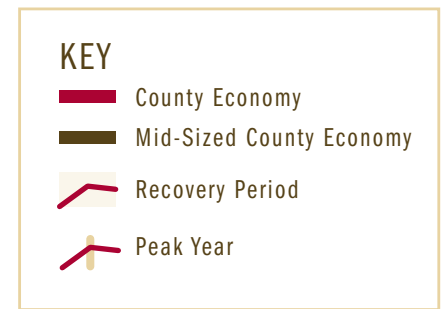 KEY
County Economy
Mid-Sized County Economy
Recovery Period
Peak Year